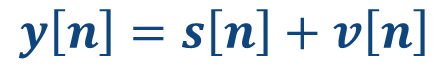 y[n] = s[n] + v[n]